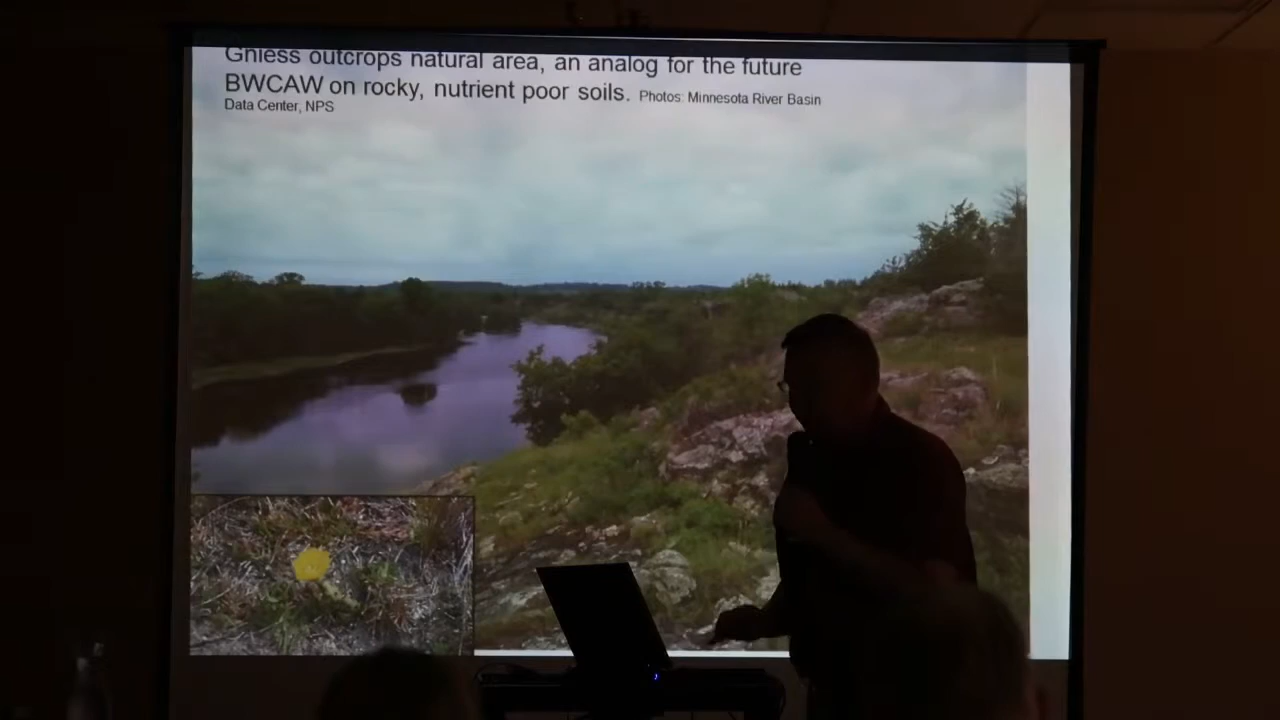 Gniess outcrops natural area, an analog for the future
BWCAW on rocky, nutrient poor soils. Photos: Minnesota River Basin
Data Center, NPS